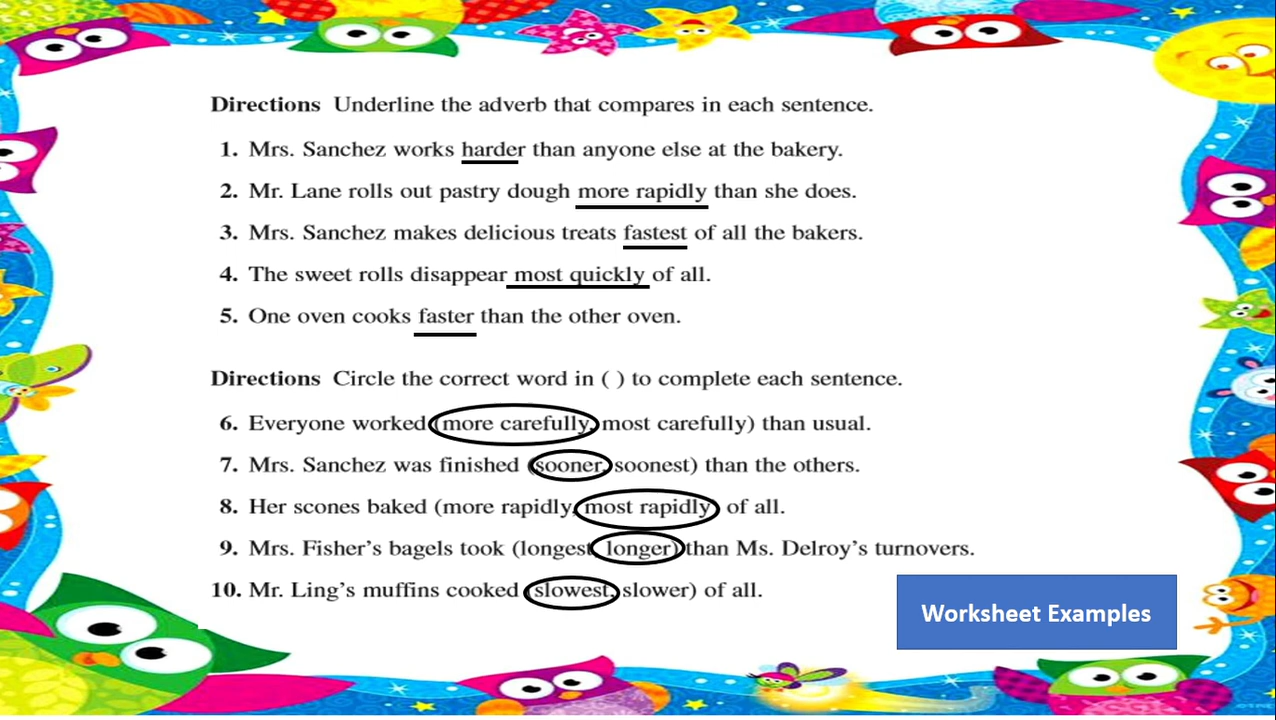 Directions Underline the adverb that compares in each sentence.
1. Mrs. Sanchez works harder than anyone else at the bakery.
2. Mr. Lane rolls out pastry dough more rapidly than she does.
3. Mrs. Sanchez makes delicious treats fastest of all the bakers.
4. The sweet rolls disappear most quickly of all.
5. One oven cooks faster than the other oven.
Directions Circle the correct word in ( ) to complete each sentence.
6. Everyone worked (more carefully, most carefully) than usual.
7. Mrs. Sanchez was finished (sooner, soonest) than the others.
8. Her scones baked (more rapidly, most rapidly) of all.
9. Mrs. Fisher's bagels took (longest, longer) than Ms. Delroy's turnovers.
10. Mr. Ling's muffins cooked (slowest, slower) of all.
Worksheet Examples